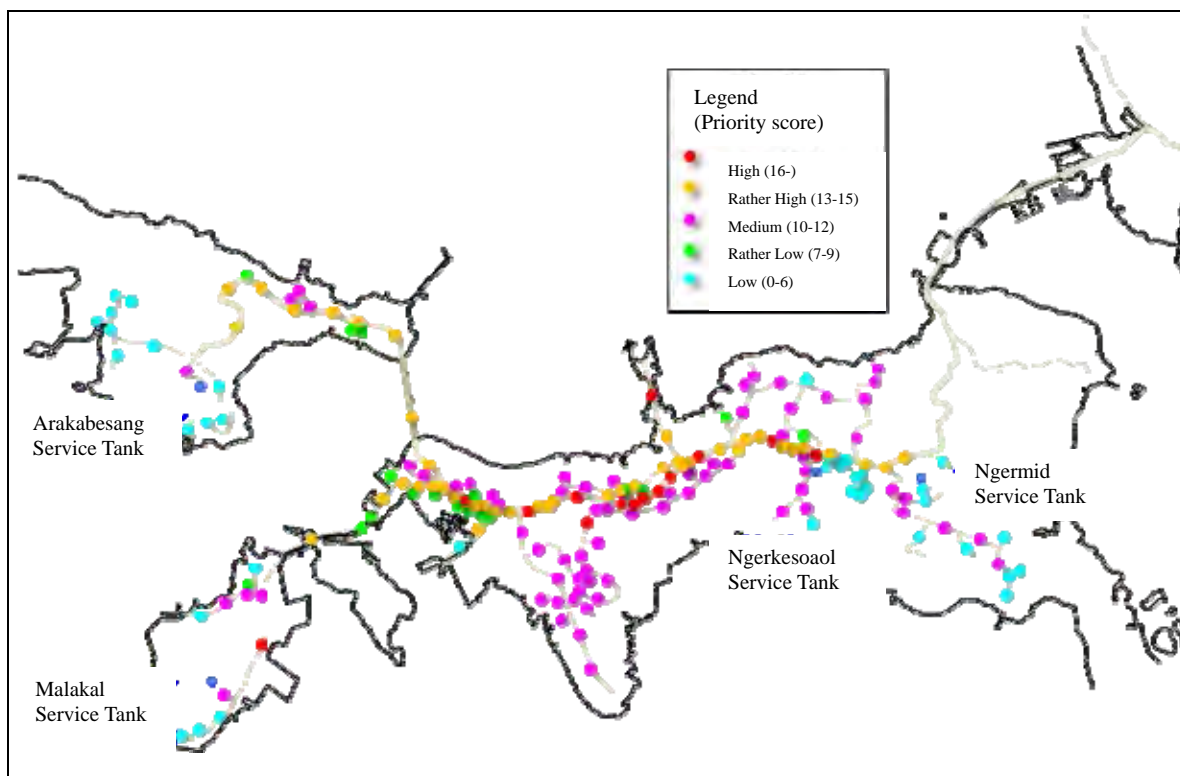 Legend
(Priority score)
High (16-)
Rather High (13-15)
Medium (10-12)
Rather Low (7-9)
Low (0-6)
Arakabesang
Service Tank
Ngermid
Service Tank
Ngerkesoaol
Service Tank
Malakal
Service Tank